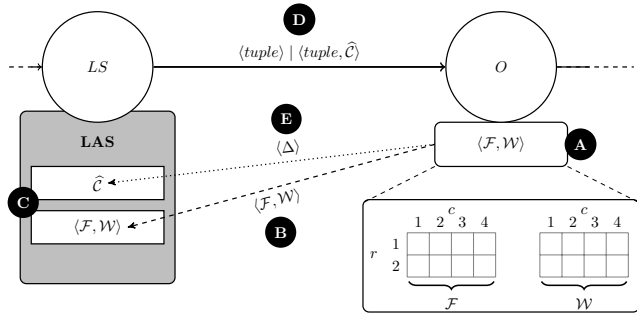 D
⟨tuple⟩ | ⟨tuple, Ĉ⟩
LS
O
E
⟨Δ⟩
LAS
Ĉ
C
⟨F, W⟩
⟨F, W⟩
B
⟨F, W⟩
A
c
c
1 2 3 4
1 2 3 4
r
1
2
F
W